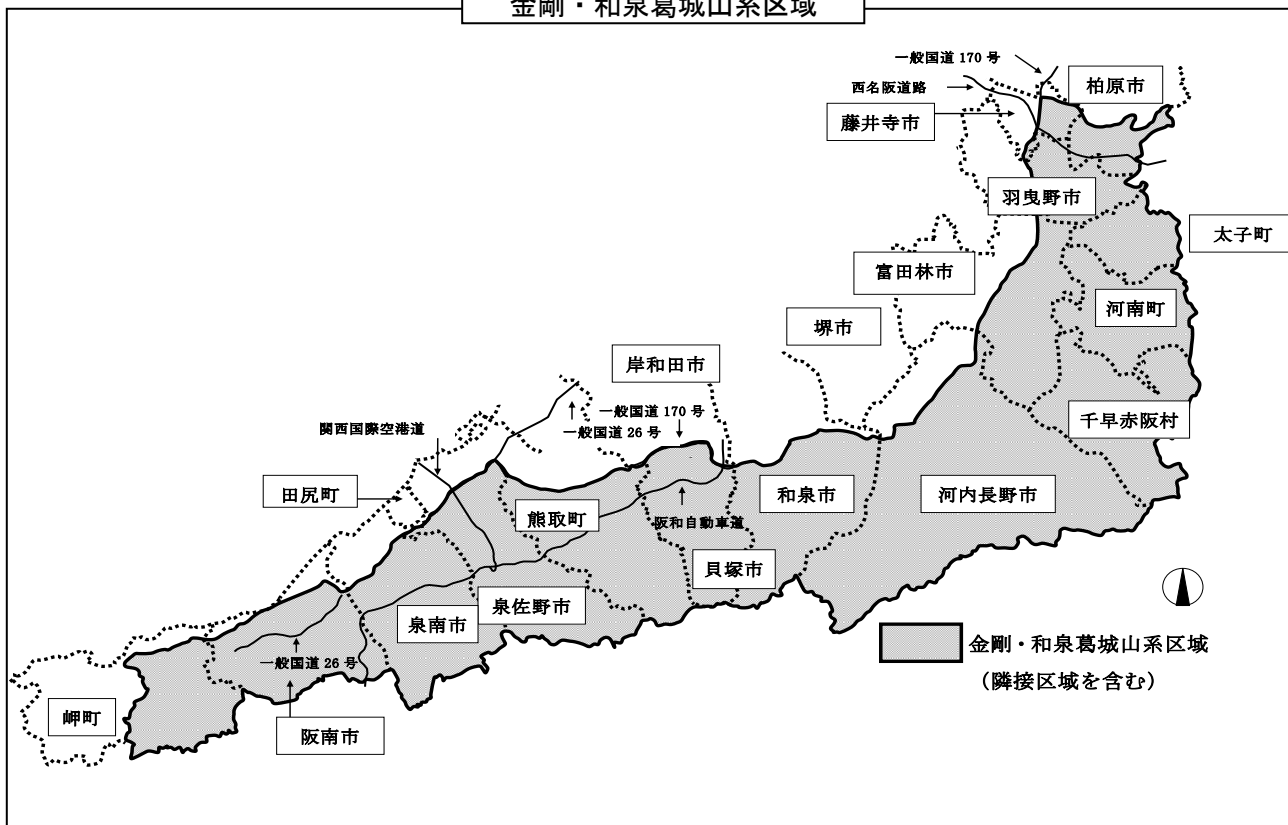 金剛・和泉葛城山系区域
一般国道 170 号
柏原市
西名阪道路
藤井寺市
羽曳野市
太子町
富田林市
河南町
堺市
岸和田市
一般国道 170 号
一般国道 26 号
千早赤阪村
関西国際空港道
田尻町
熊取町
和泉市
河内長野市
阪和自動車道
貝塚市
泉佐野市
泉南市
一般国道 26 号
岬町
阪南市
金剛・和泉葛城山系区域
（隣接区域を含む）